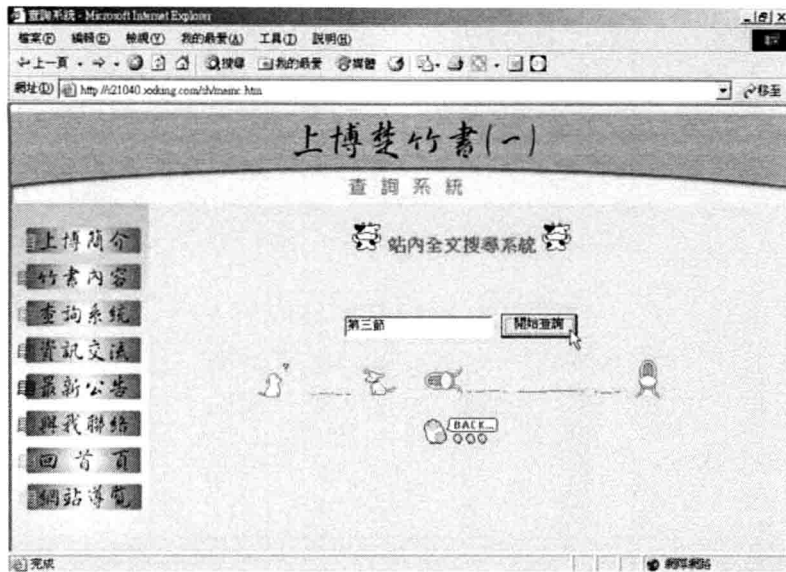 查詢系統 - Microsoft Internet Explorer
檔案(F) 編輯(E) 檢視(V) 我的最愛(A) 工具(T) 說明(H)
上一頁 搜尋 我的最愛 媒體
網址(D) 移至
上博楚竹書(一)
查詢系統
站內全文搜尋系統
第三節 開始查詢
BACK...
上博簡介
竹書內容
查詢系統
資訊交流
最新公告
與我聯絡
回首頁
網站導覽
完成 網際網路